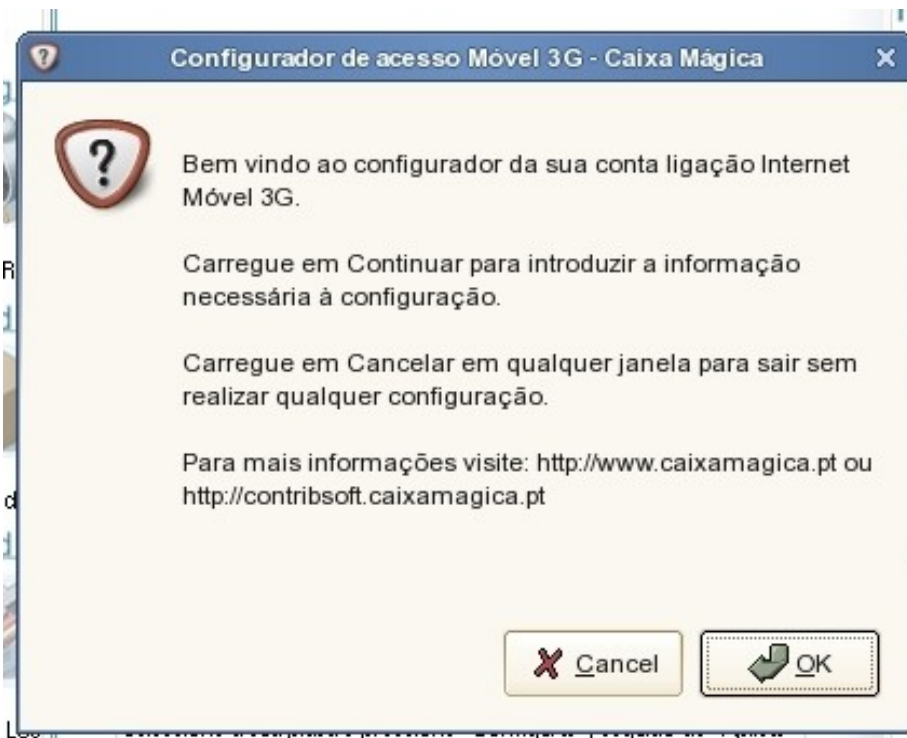 Configurador de acesso Móvel 3G - Caixa Mágica
Bem vindo ao configurador da sua conta ligação Internet
Móvel 3G.
Carregue em Continuar para introduzir a informação
necessária à configuração.
Carregue em Cancelar em qualquer janela para sair sem
realizar qualquer configuração.
Para mais informações visite: http://www.caixamagica.pt ou
http://contribsoft.caixamagica.pt
Cancel
OK